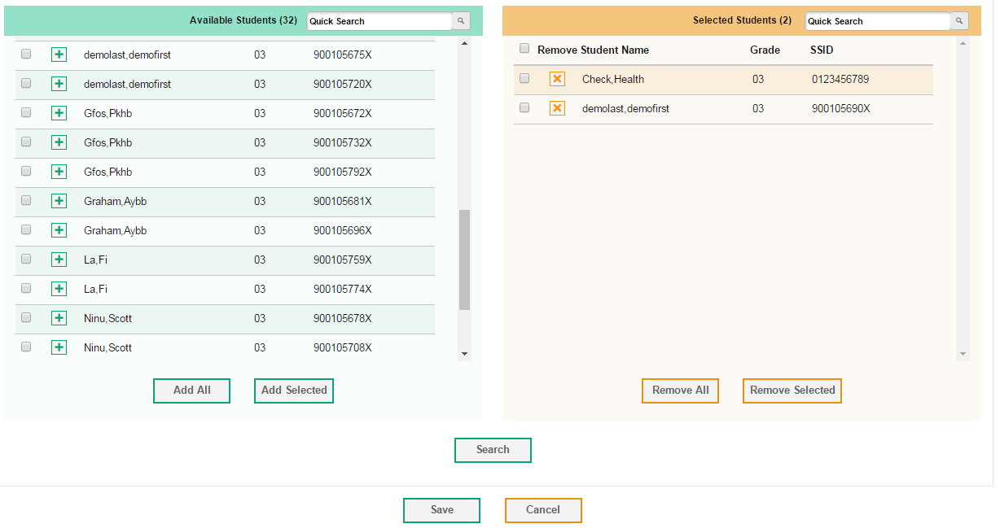 Available Students (32) Quick Search
demolast,demofirst 03 900105675X
demolast,demofirst 03 900105720X
Gfos,Pkhb 03 900105672X
Gfos,Pkhb 03 900105732X
Gfos,Pkhb 03 900105792X
Graham,Aybb 03 900105681X
Graham,Aybb 03 900105696X
La,Fi 03 900105759X
La,Fi 03 900105774X
Ninu,Scott 03 900105678X
Ninu,Scott 03 900105708X
Add All Add Selected
Selected Students (2) Quick Search
Remove Student Name Grade SSID
Check,Health 03 0123456789
demolast,demofirst 03 900105690X
Remove All Remove Selected
Search
Save Cancel